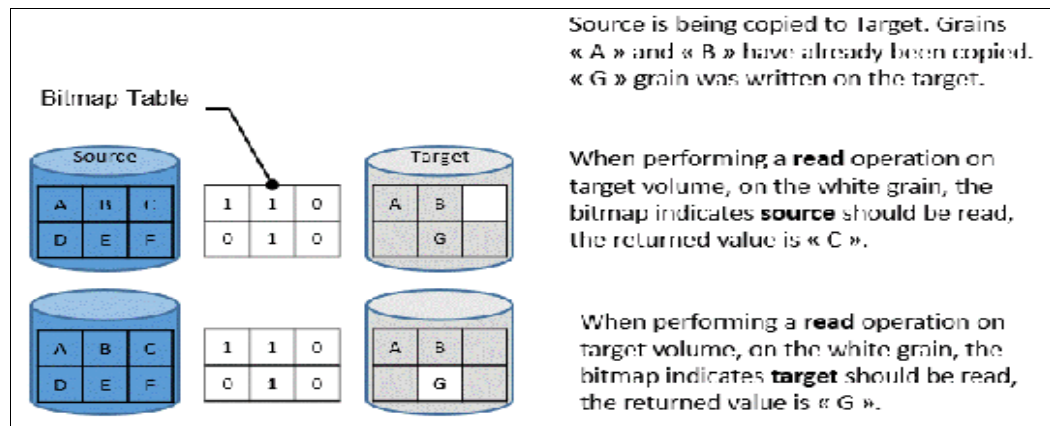 Source is being copied to Target. Grains
« A » and « B » have already been copied.
« G » grain was written on the target.
Bitmap Table
Source
Target
A B C
D E F
1 1 0
0 1 0
A B
G
When performing a read operation on
target volume, on the white grain, the
bitmap indicates source should be read,
the returned value is « C ».
A B C
D E F
1 1 0
0 1 0
A B
G
When performing a read operation on
target volume, on the white grain, the
bitmap indicates target should be read,
the returned value is « G ».